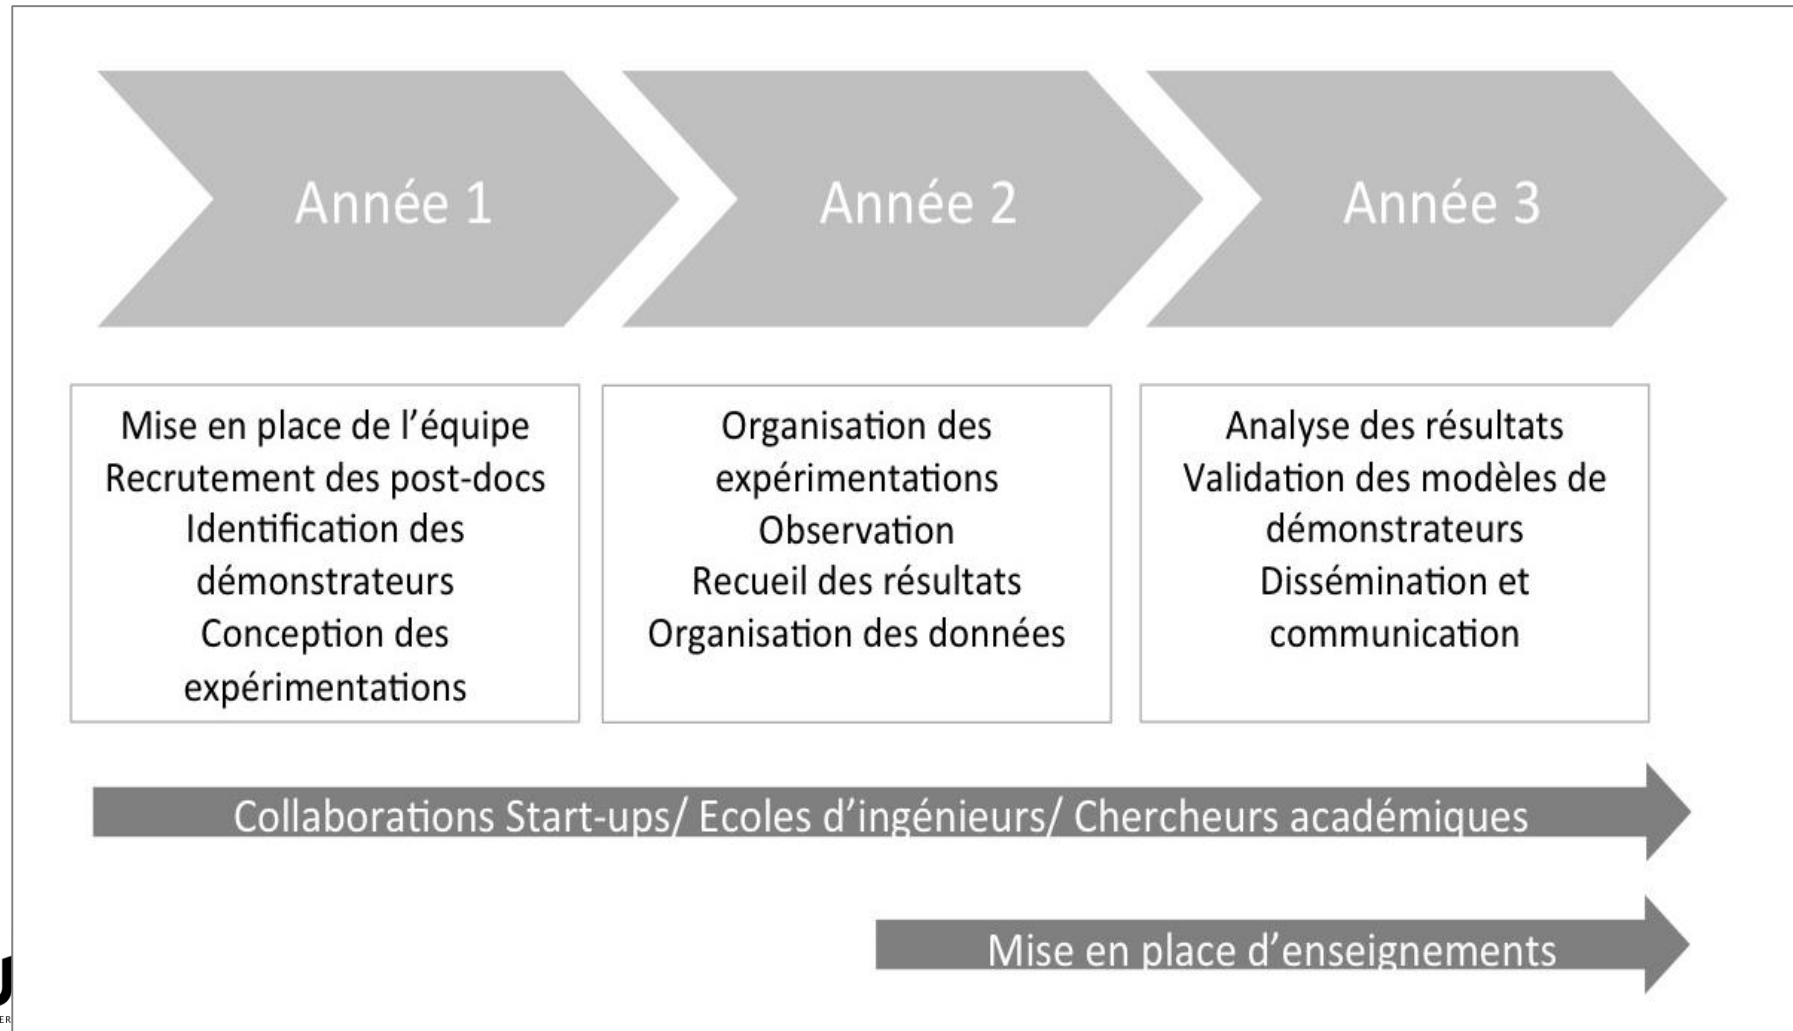 Année 1
Année 2
Année 3
Mise en place de l’équipe
Recrutement des post-docs
Identification des
démonstrateurs
Conception des
expérimentations
Organisation des
expérimentations
Observation
Recueil des résultats
Organisation des données
Analyse des résultats
Validation des modèles de
démonstrateurs
Dissémination et
communication
Collaborations Start-ups/ Ecoles d’ingénieurs/ Chercheurs académiques
Mise en place d’enseignements